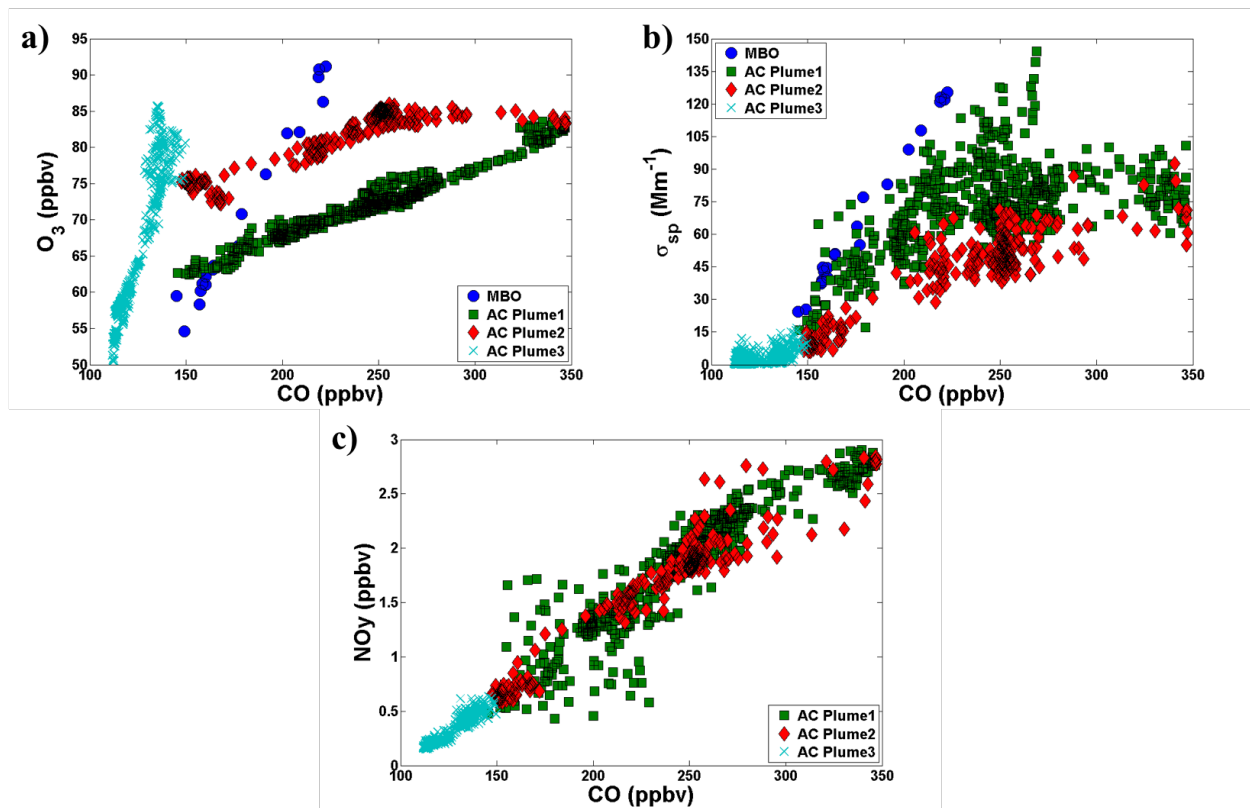 a)
O3 (ppbv)
95
90
85
80
75
70
65
60
55
50
100 150 200 250 300 350
CO (ppbv)
MBO
AC Plume1
AC Plume2
AC Plume3
b)
σsp (Mm-1)
150
135
120
105
90
75
60
45
30
15
0
100 150 200 250 300 350
CO (ppbv)
MBO
AC Plume1
AC Plume2
AC Plume3
c)
NOy (ppbv)
3
2.5
2
1.5
1
0.5
0
100 150 200 250 300 350
CO (ppbv)
AC Plume1
AC Plume2
AC Plume3